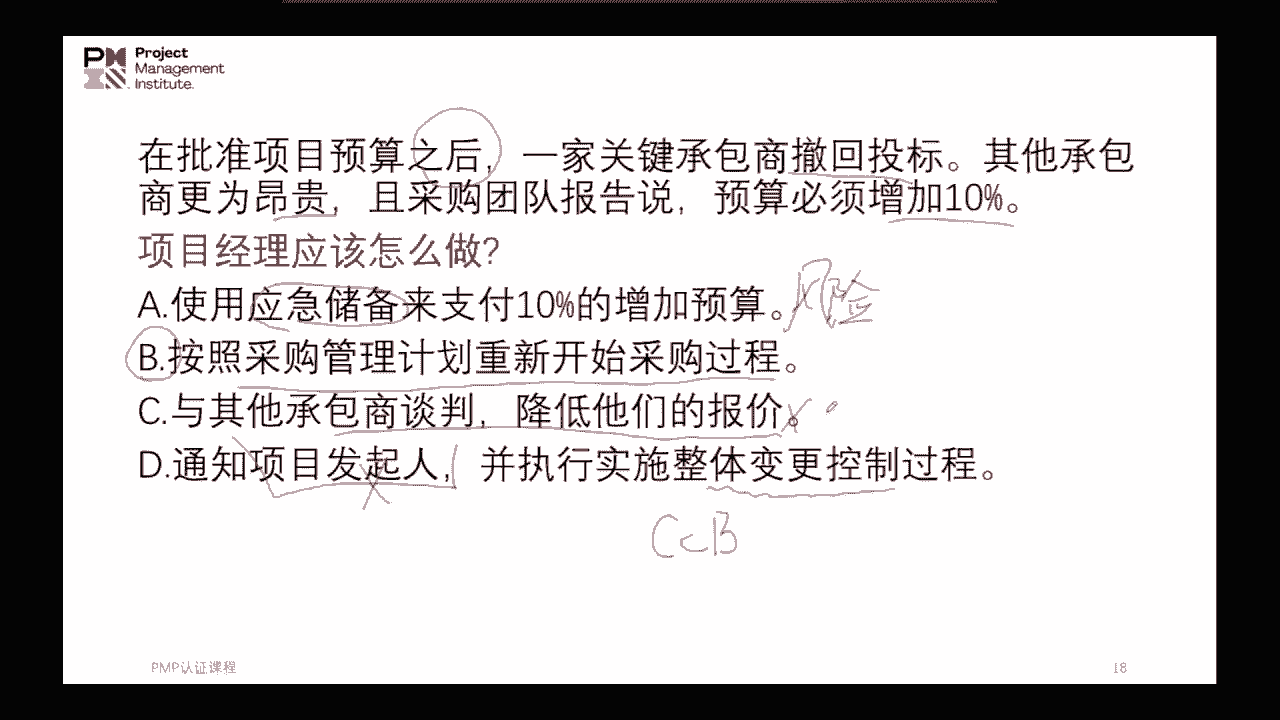 Project
Management
Institute.
在批准项目预算之后，一家关键承包商撤回投标。其他承包
商更为昂贵，且采购团队报告说，预算必须增加10%。
项目经理应该怎么做?
A.使用应急储备来支付10%的增加预算。风险
B.按照采购管理计划重新开始采购过程。
C.与其他承包商谈判，降低他们的报价。
D.通知项目发起人，并执行实施整体变更控制过程。
CCB
PMP认证课程
18